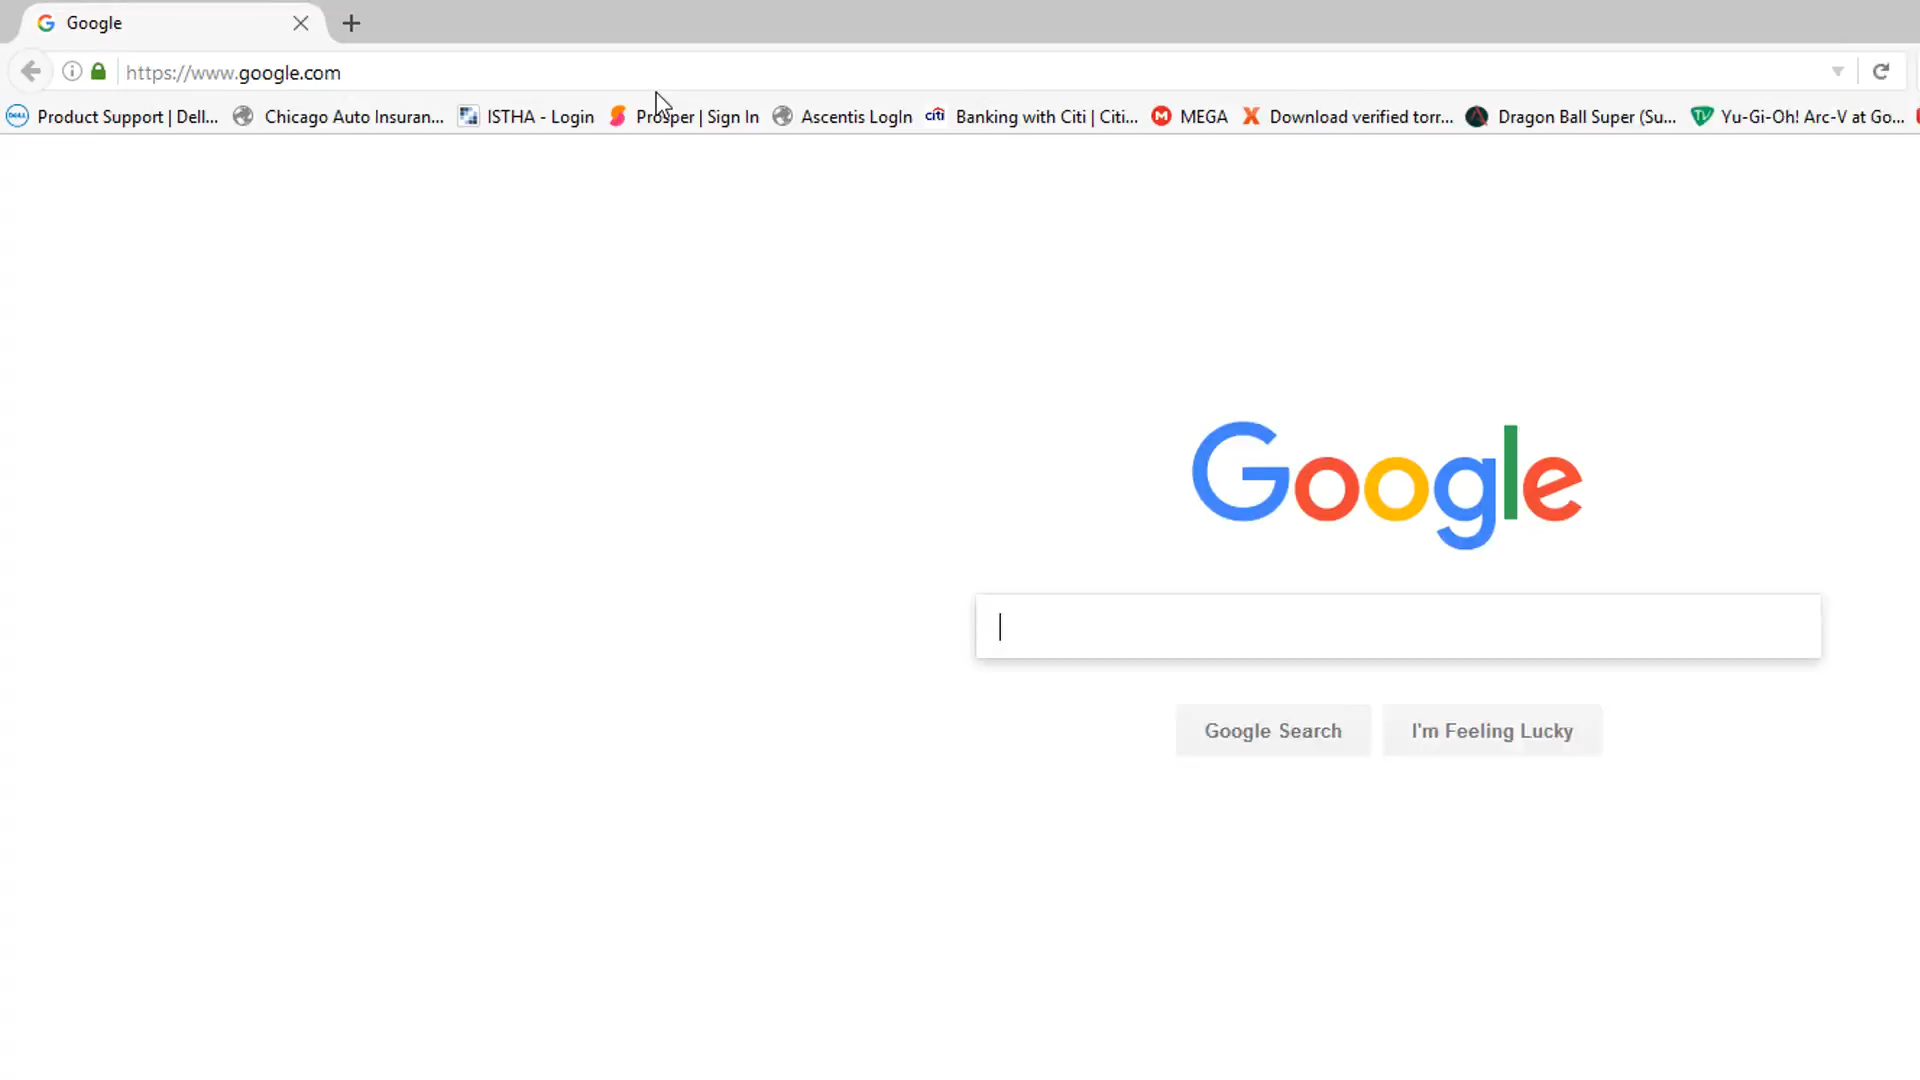 Google
https://www.google.com
Product Support | Dell... Chicago Auto Insuran... ISTHA - Login Prosper | Sign In Ascentis LogIn citi Banking with Citi | Citi... M MEGA X Download verified torr... Dragon Ball Super (Su... TV Yu-Gi-Oh! Arc-V at Go...
Google
Google Search I'm Feeling Lucky